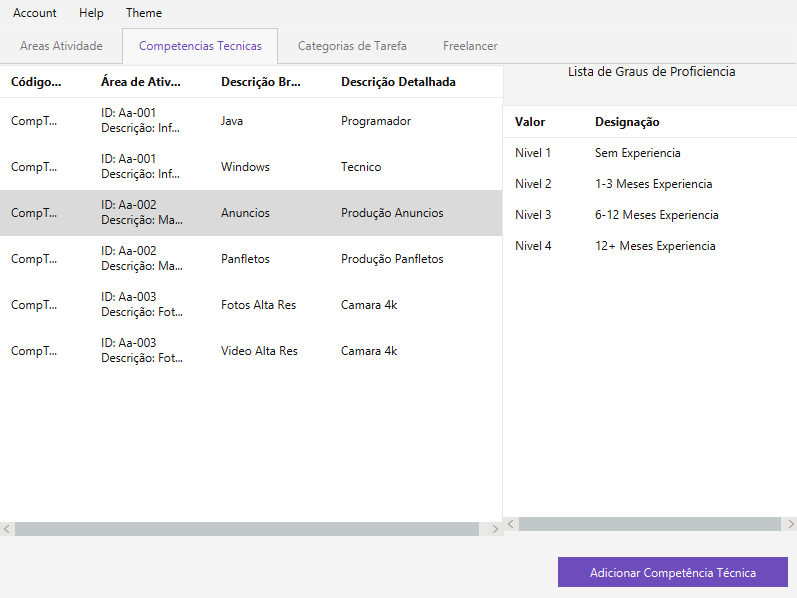 Account Help Theme
Areas Atividade Competencias Tecnicas Categorias de Tarefa Freelancer
Lista de Graus de Proficiencia
Código... Área de Ativ... Descrição Br... Descrição Detalhada
CompT... ID: Aa-001 Descrição: Inf... Java Programador
CompT... ID: Aa-001 Descrição: Inf... Windows Tecnico
CompT... ID: Aa-002 Descrição: Ma... Anuncios Produção Anuncios
CompT... ID: Aa-002 Descrição: Ma... Panfletos Produção Panfletos
CompT... ID: Aa-003 Descrição: Fot... Fotos Alta Res Camara 4k
CompT... ID: Aa-003 Descrição: Fot... Video Alta Res Camara 4k
Valor Designação
Nivel 1 Sem Experiencia
Nivel 2 1-3 Meses Experiencia
Nivel 3 6-12 Meses Experiencia
Nivel 4 12+ Meses Experiencia
Adicionar Competência Técnica